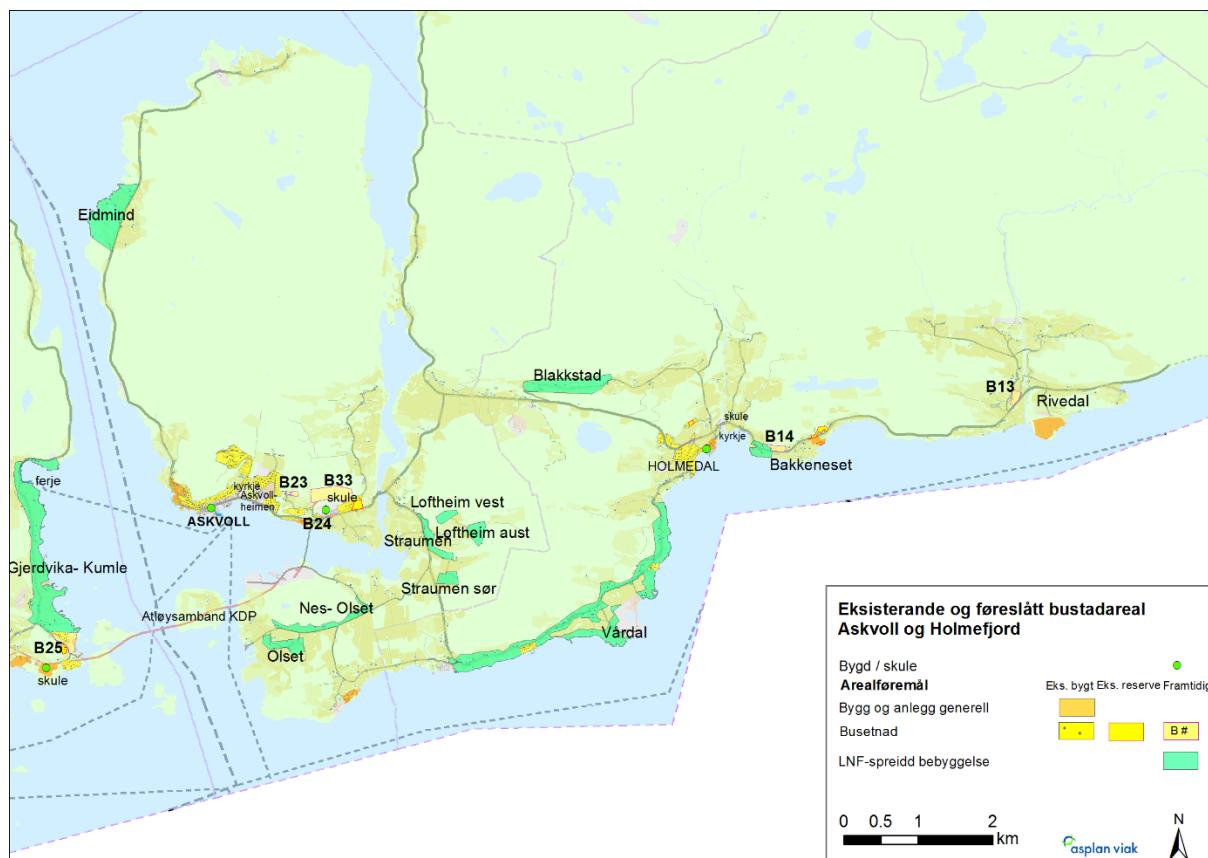 Eidmind
Blakkstad
B13
Rivedal
skule
kyrkje
B14
HOLMEDAL
Bakkeneset
ferje
kyrkje
Askvoll-
heimen
B23
B33
skule
ASKVOLL
B24
Loftheim vest
Loftheim aust
Straumen
Straumen sør
Gjerdvika- Kumle
Nes- Olset
Atløysamband KDP
Vårdal
Olset
B25
skule
Eksisterande og føreslått bustadareal
Askvoll og Holmefjord
Bygd / skule
Arealføremål
Eks. bygt Eks. reserve Framtidig
Bygg og anlegg generell
Busetnad
B #
LNF-spreidd bebyggelse
0 0.5 1 2
km
asplan viak
N